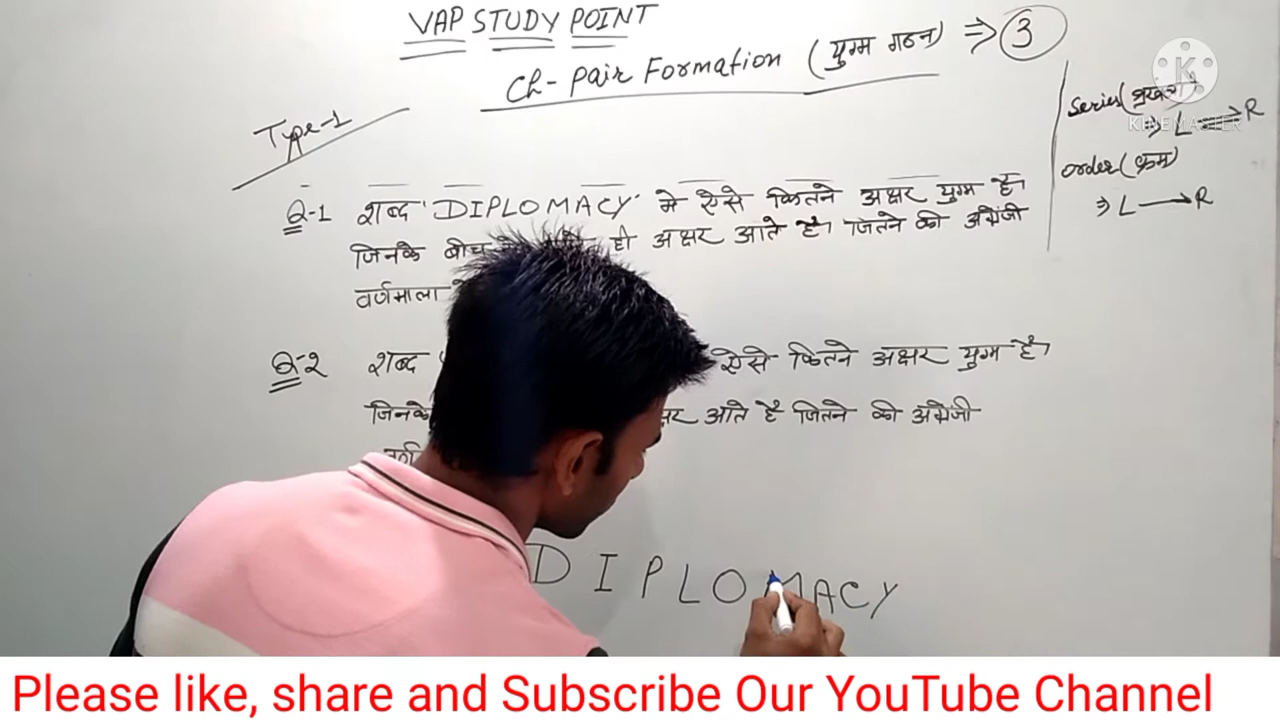 VAP STUDY POINT
Ch- Pair Formation (युग्म गठन) ⇒ 3
Type-1
Series(श्रृंखला)
⇒ L → R
order(क्रम)
⇒ L → R
KINEMASTER
Q-1 शब्द 'DIPLOMACY' मे ऐसे कितने अक्षर युग्म है।
जिनके बीच ही अक्षर आते है। जितने की अंग्रेंजी
वर्णमाला
Q-2 शब्द ऐसे कितने अक्षर युग्म है।
जिनके आते है जितने की अंग्रेंजी
D I P L O M A C Y
Please like, share and Subscribe Our YouTube Channel